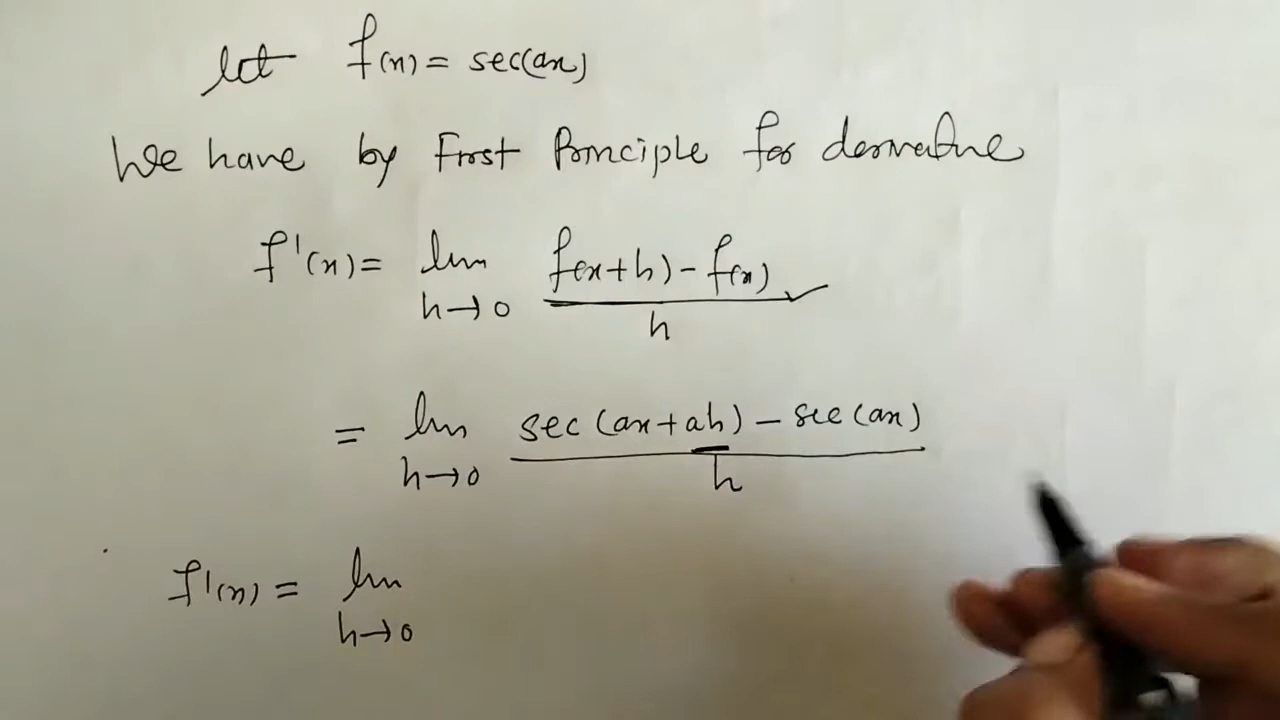 let f(x) = sec(ax)
We have by First Principle for derivative
f'(x) = lim h→0 f(x+h) - f(x) / h
= lim h→0 sec(ax+ah) - sec(ax) / h
f'(x) = lim h→0